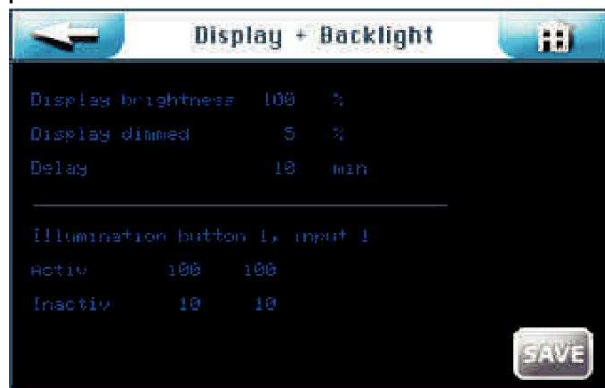 Display + Backlight
Display brightness 100 %
Display dimmed 5 %
Delay 10 min
Illumination button 1, input 1
Activ 100 100
Inactiv 10 10
SAVE